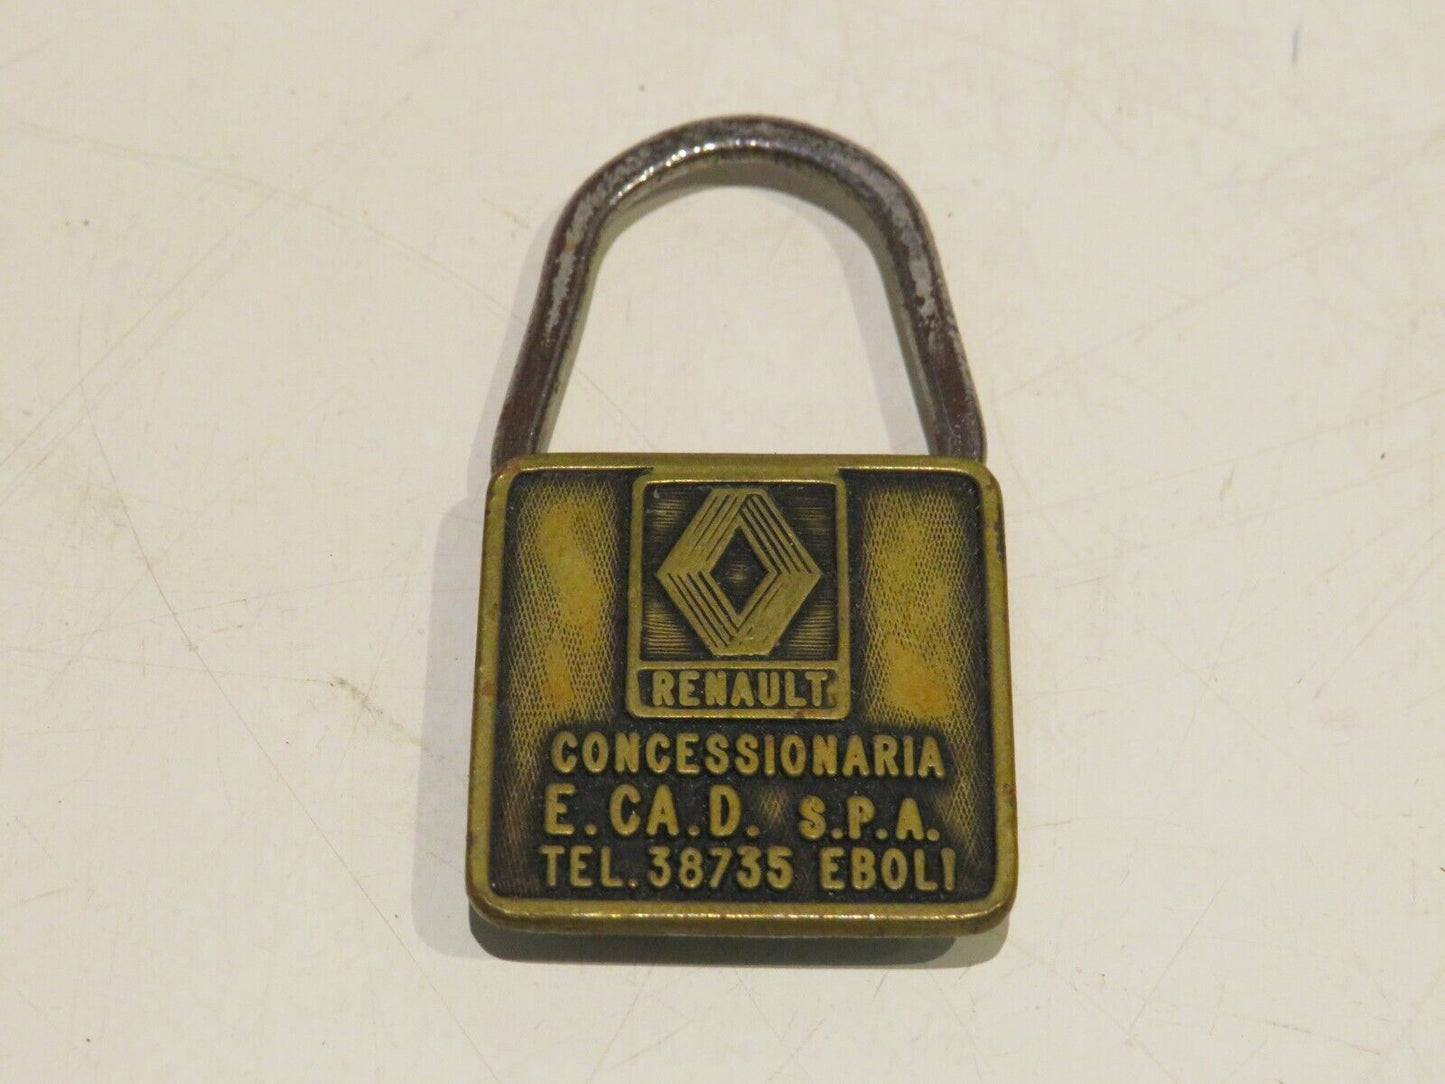 RENAULT
CONCESSIONARIA
E.CA.D. S.P.A.
TEL.38735 EBOLI